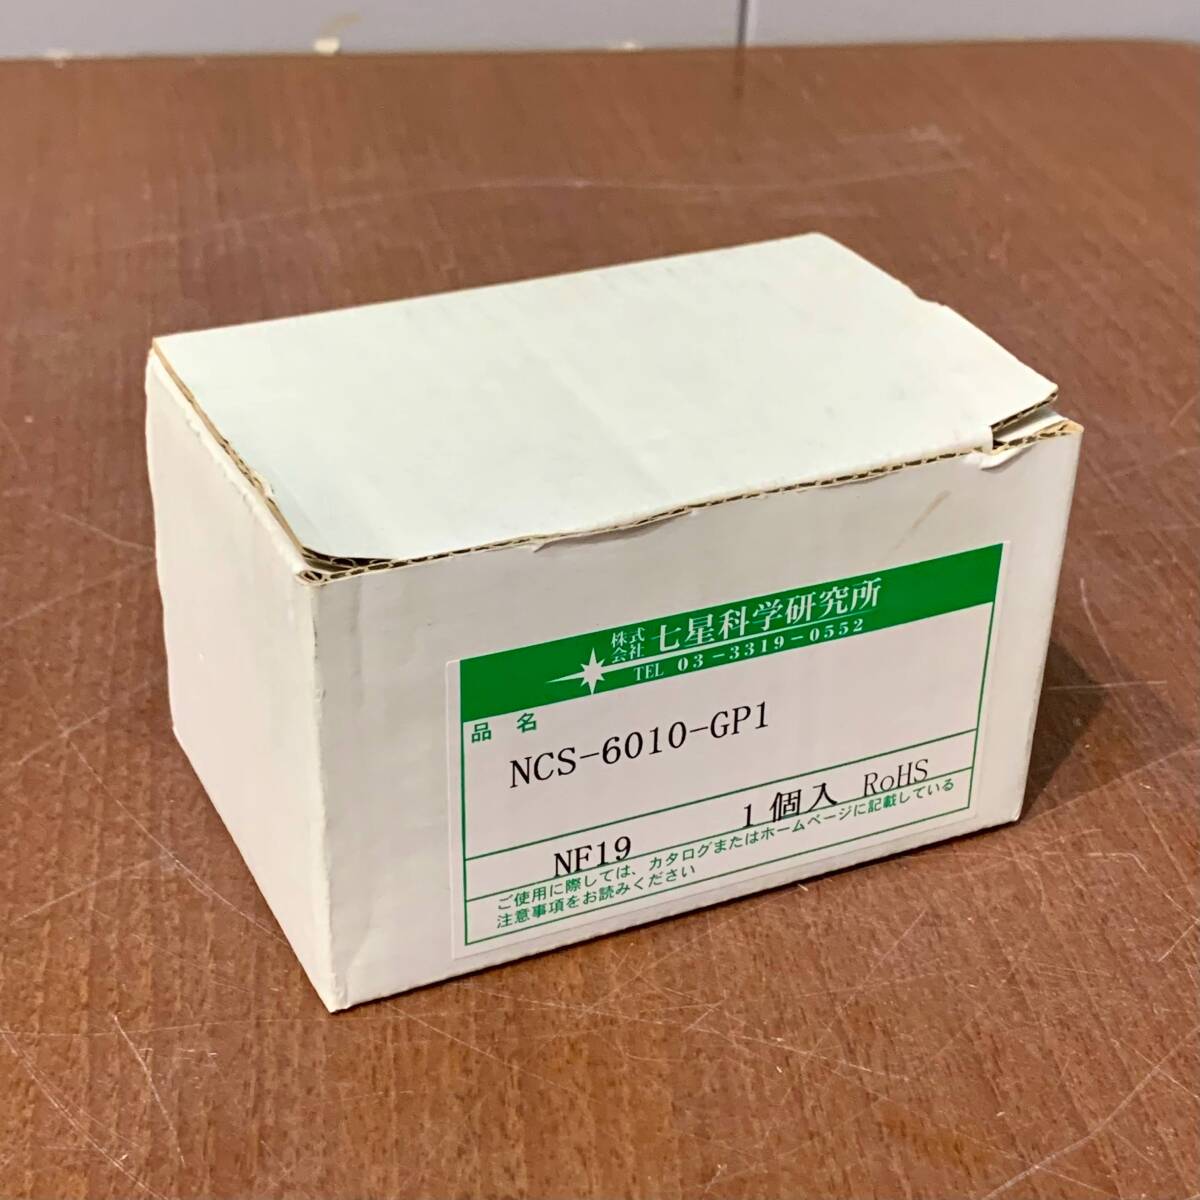 株式会社 七星科学研究所
TEL 03-3319-0552
品名
NCS-6010-GP1
NF19 1個入 RoHS
ご使用に際しては、カタログまたはホームページに記載している
注意事項をお読みください